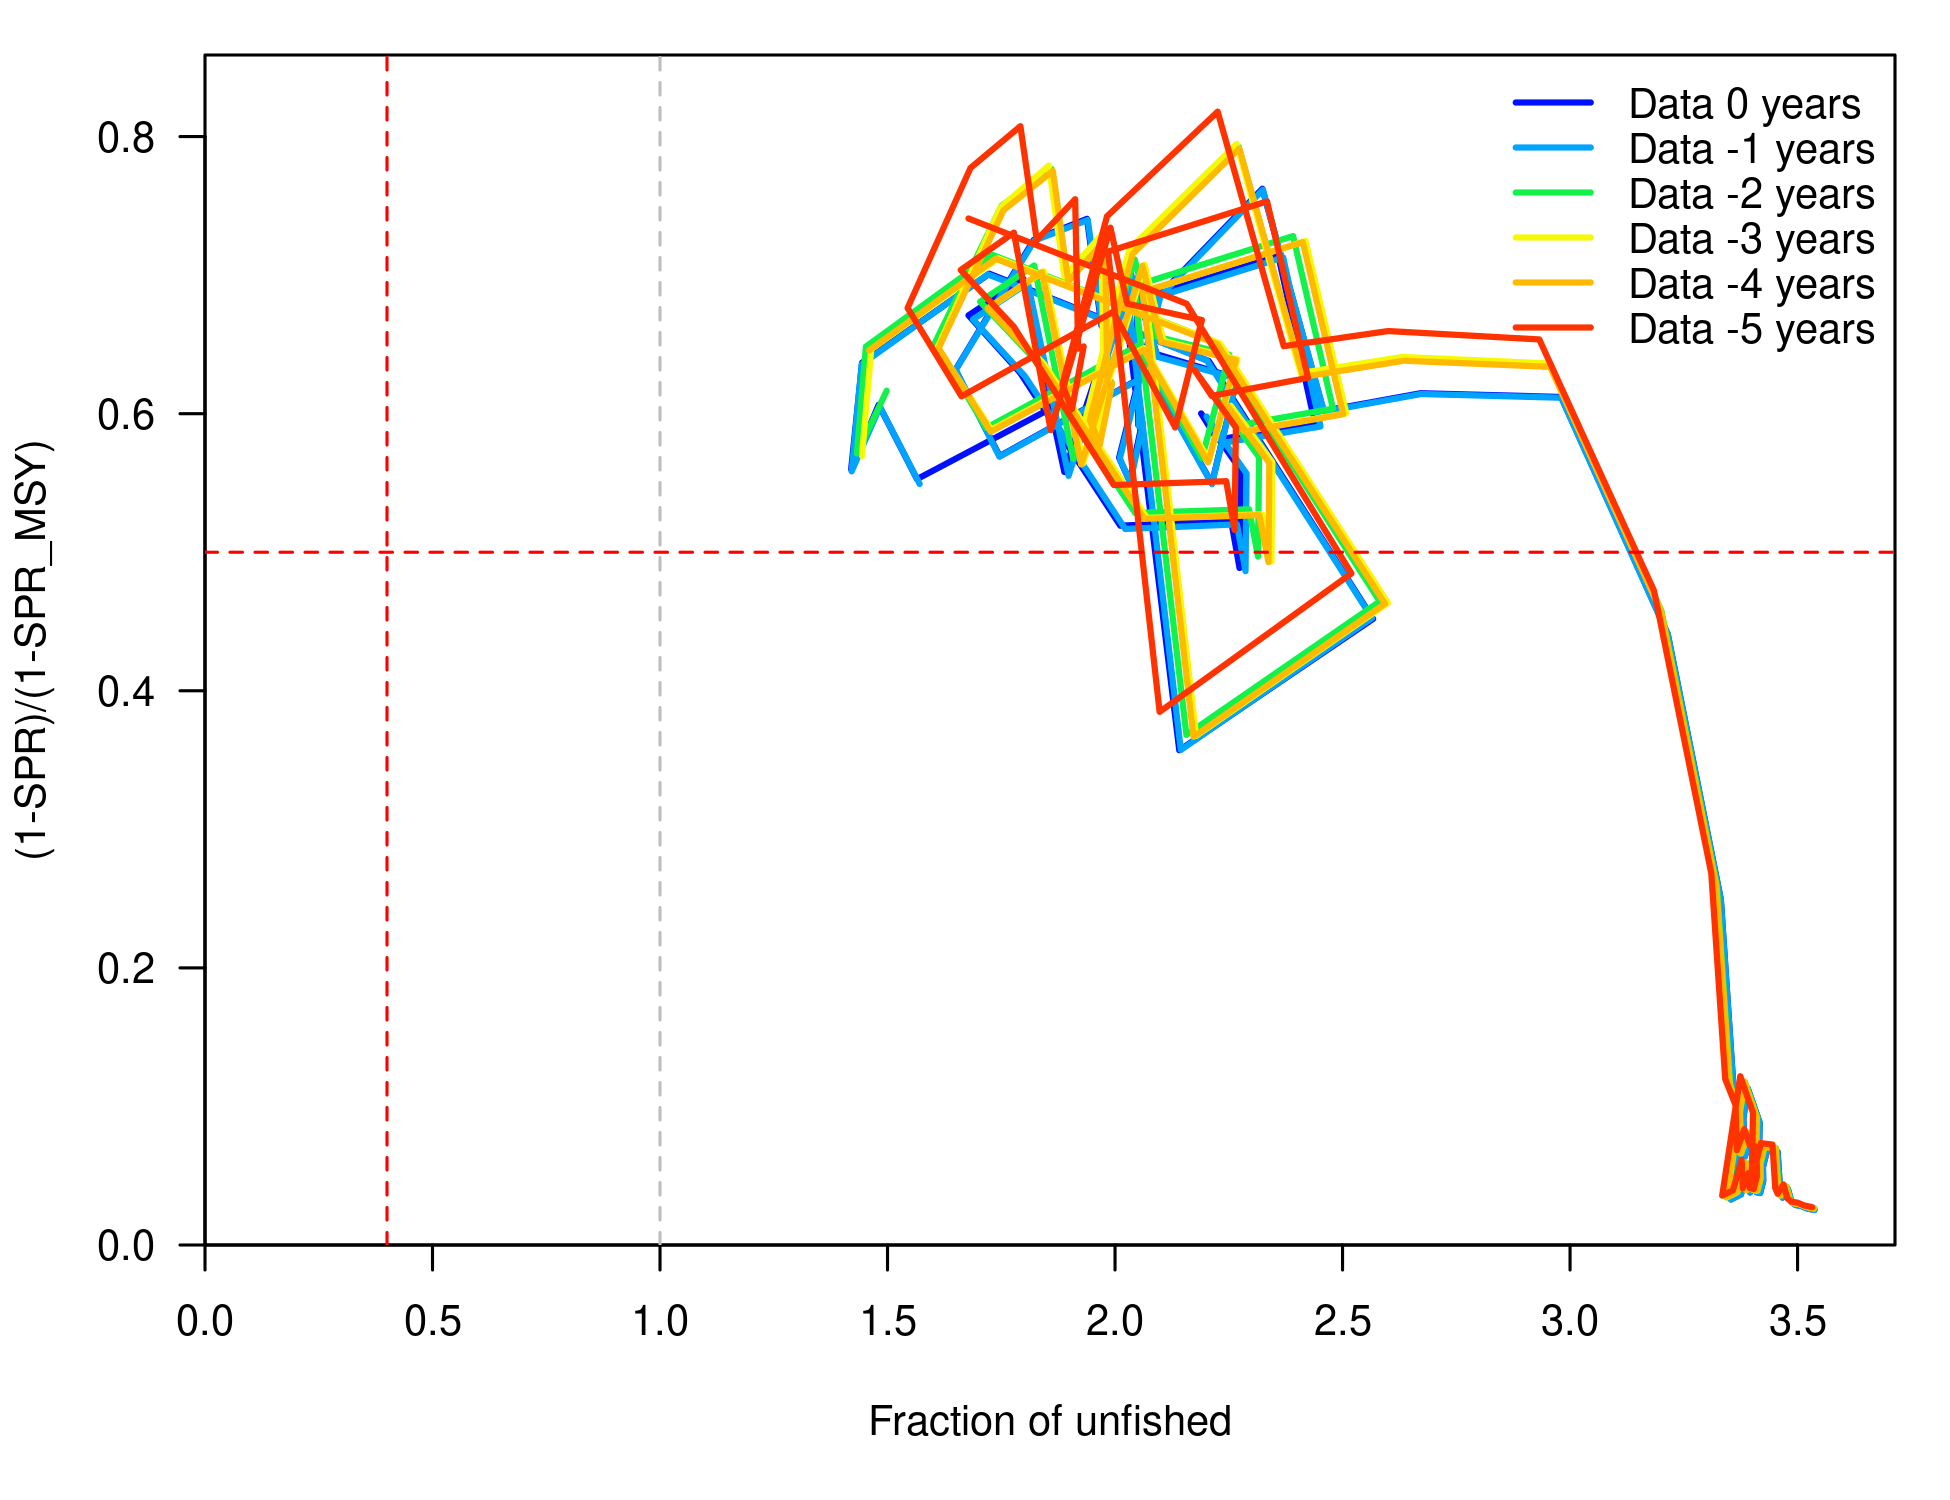 Data 0 years
Data -1 years
Data -2 years
Data -3 years
Data -4 years
Data -5 years
(1-SPR)/(1-SPR_MSY)
0.8
0.6
0.4
0.2
0.0
0.0 0.5 1.0 1.5 2.0 2.5 3.0 3.5
Fraction of unfished